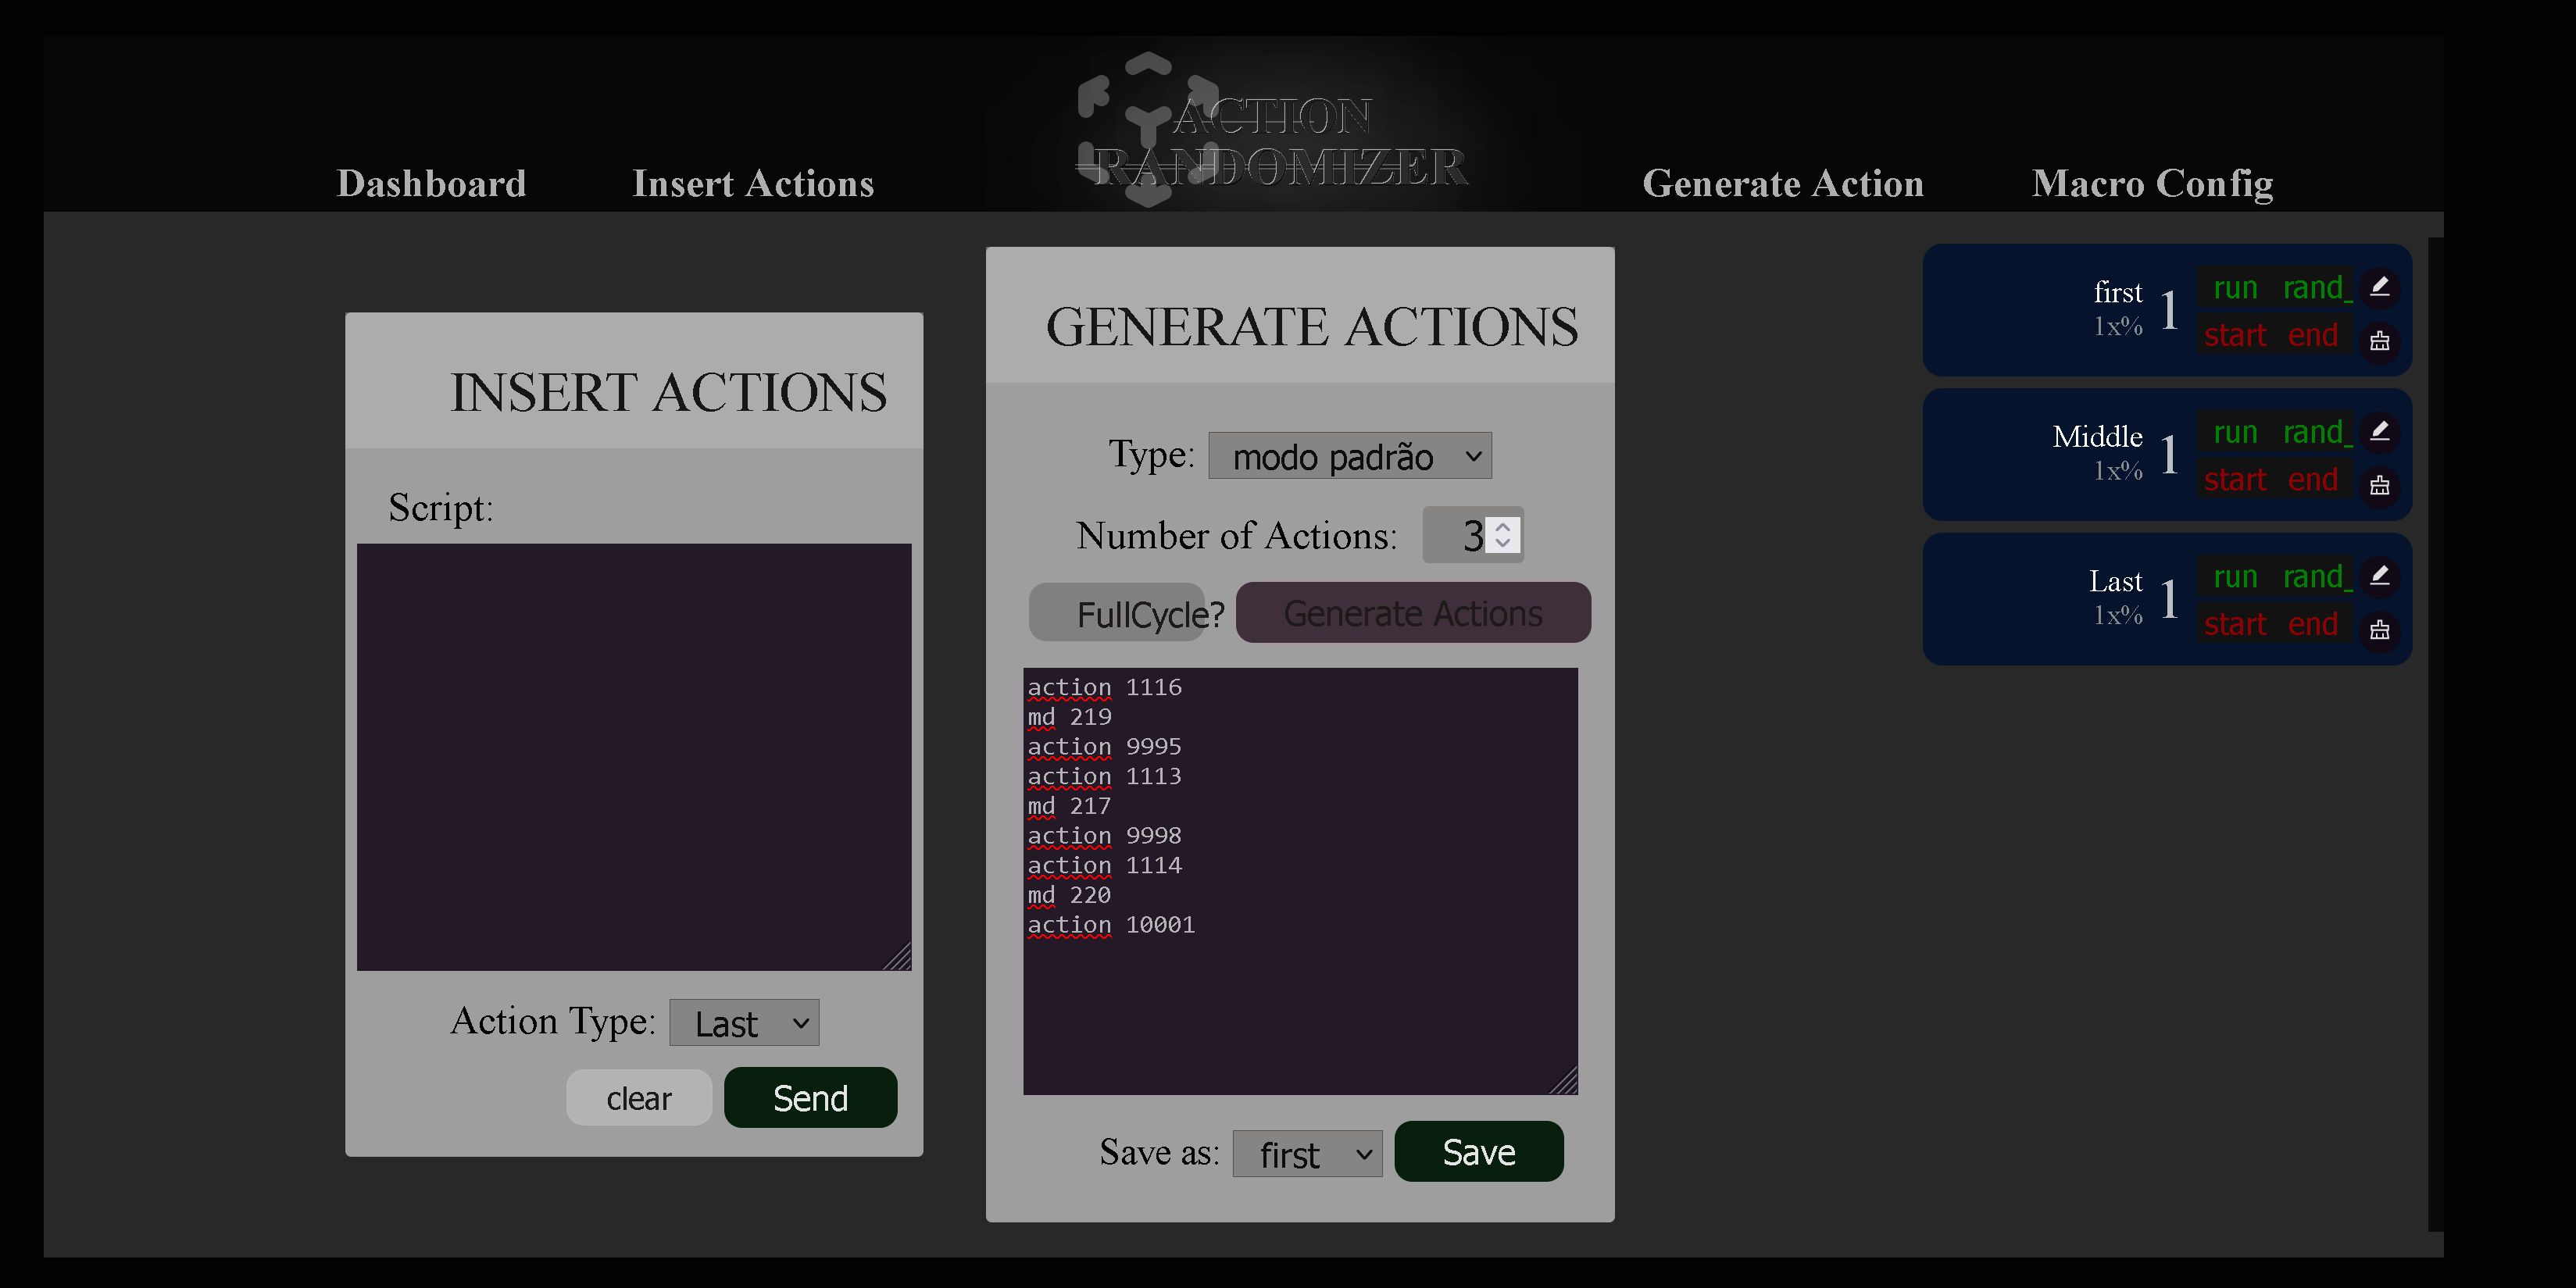 ACTION
RANDOMIZER
Dashboard
Insert Actions
Generate Action
Macro Config
INSERT ACTIONS
Script:
Action Type: Last
clear
Send
GENERATE ACTIONS
Type: modo padrão
Number of Actions: 3
FullCycle?
Generate Actions
action 1116
md 219
action 9995
action 1113
md 217
action 9998
action 1114
md 220
action 10001
Save as: first
Save
first 1 run rand_
1x% start end
Middle 1 run rand_
1x% start end
Last 1 run rand_
1x% start end